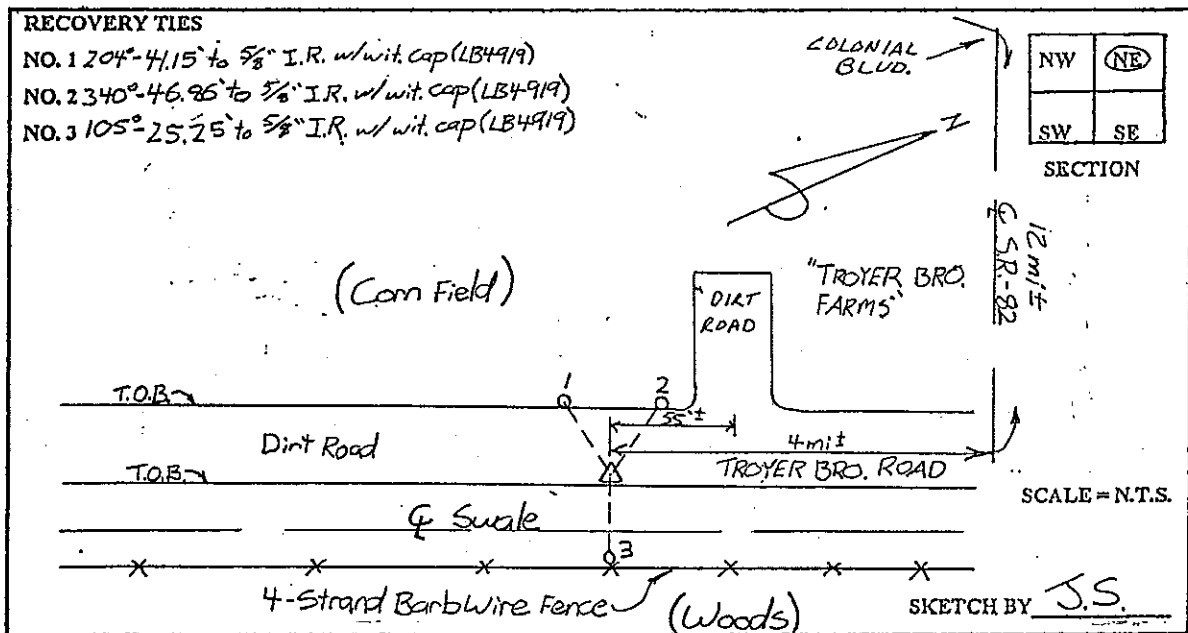 RECOVERY TIES
NO. 1 204°-41.15' to 5/8" I.R. w/wit. cap (LB4919)
NO. 2 340°-46.86' to 5/8" I.R. w/wit. cap (LB4919)
NO. 3 105°-25.25' to 5/8" I.R. w/wit. cap (LB4919)
COLONIAL
BLUD.
NW NE
SW SE
SECTION
N
12 mi ±
℄ S.R.-82
(Corn Field)
"TROYER BRO.
FARMS"
DIRT
ROAD
1
2
T.O.B.
55'±
Dirt Road
4 mi ±
TROYER BRO. ROAD
T.O.B.
SCALE = N.T.S.
℄ Swale
3
4-Strand BarbWire Fence
(Woods)
SKETCH BY J.S.